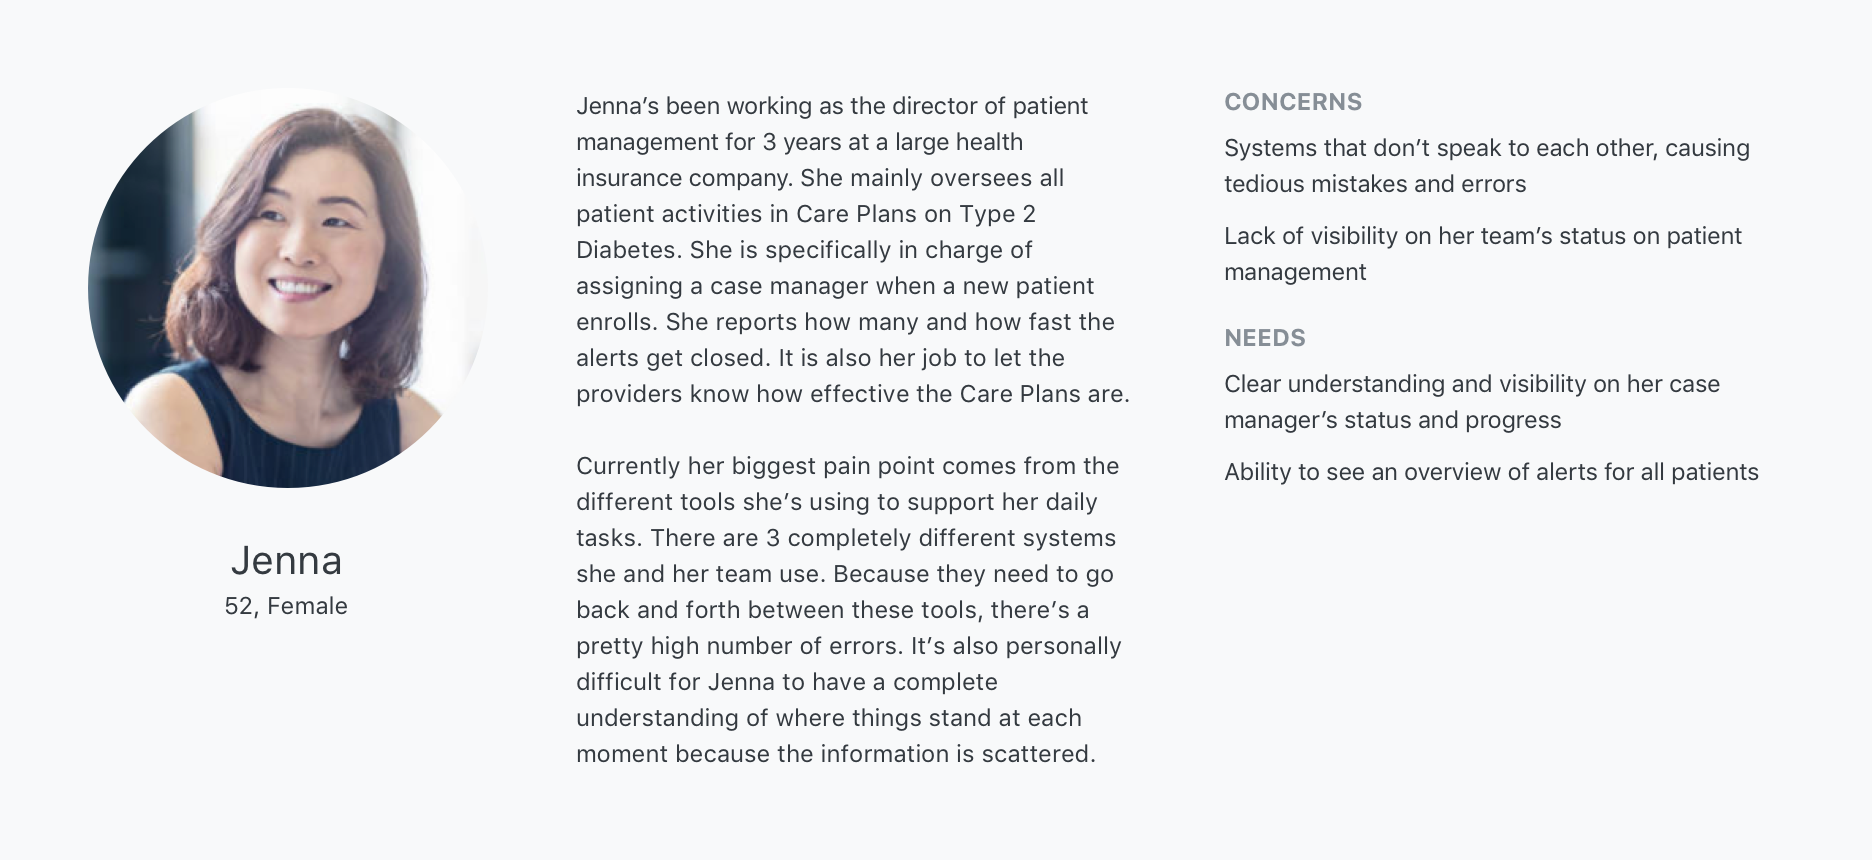 Jenna
52, Female
Jenna’s been working as the director of patient
management for 3 years at a large health
insurance company. She mainly oversees all
patient activities in Care Plans on Type 2
Diabetes. She is specifically in charge of
assigning a case manager when a new patient
enrolls. She reports how many and how fast the
alerts get closed. It is also her job to let the
providers know how effective the Care Plans are.
Currently her biggest pain point comes from the
different tools she’s using to support her daily
tasks. There are 3 completely different systems
she and her team use. Because they need to go
back and forth between these tools, there’s a
pretty high number of errors. It’s also personally
difficult for Jenna to have a complete
understanding of where things stand at each
moment because the information is scattered.
CONCERNS
Systems that don’t speak to each other, causing
tedious mistakes and errors
Lack of visibility on her team’s status on patient
management
NEEDS
Clear understanding and visibility on her case
manager’s status and progress
Ability to see an overview of alerts for all patients